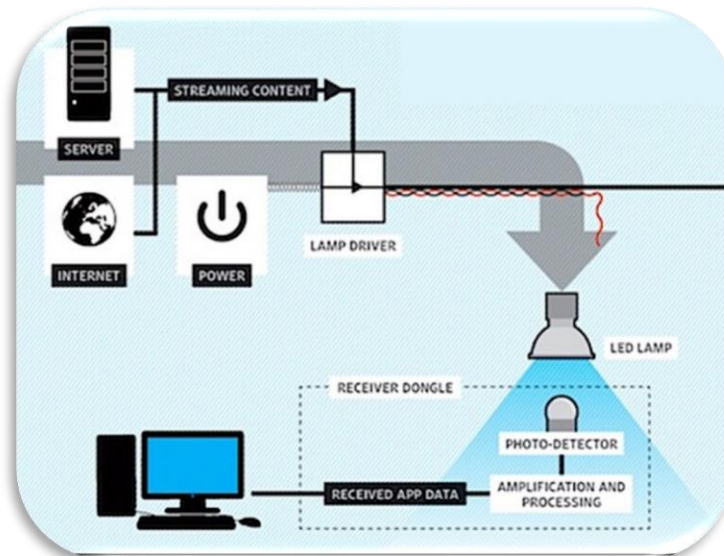 STREAMING CONTENT
SERVER
LAMP DRIVER
INTERNET
POWER
LED LAMP
RECEIVER DONGLE
PHOTO-DETECTOR
RECEIVED APP DATA
AMPLIFICATION AND
PROCESSING